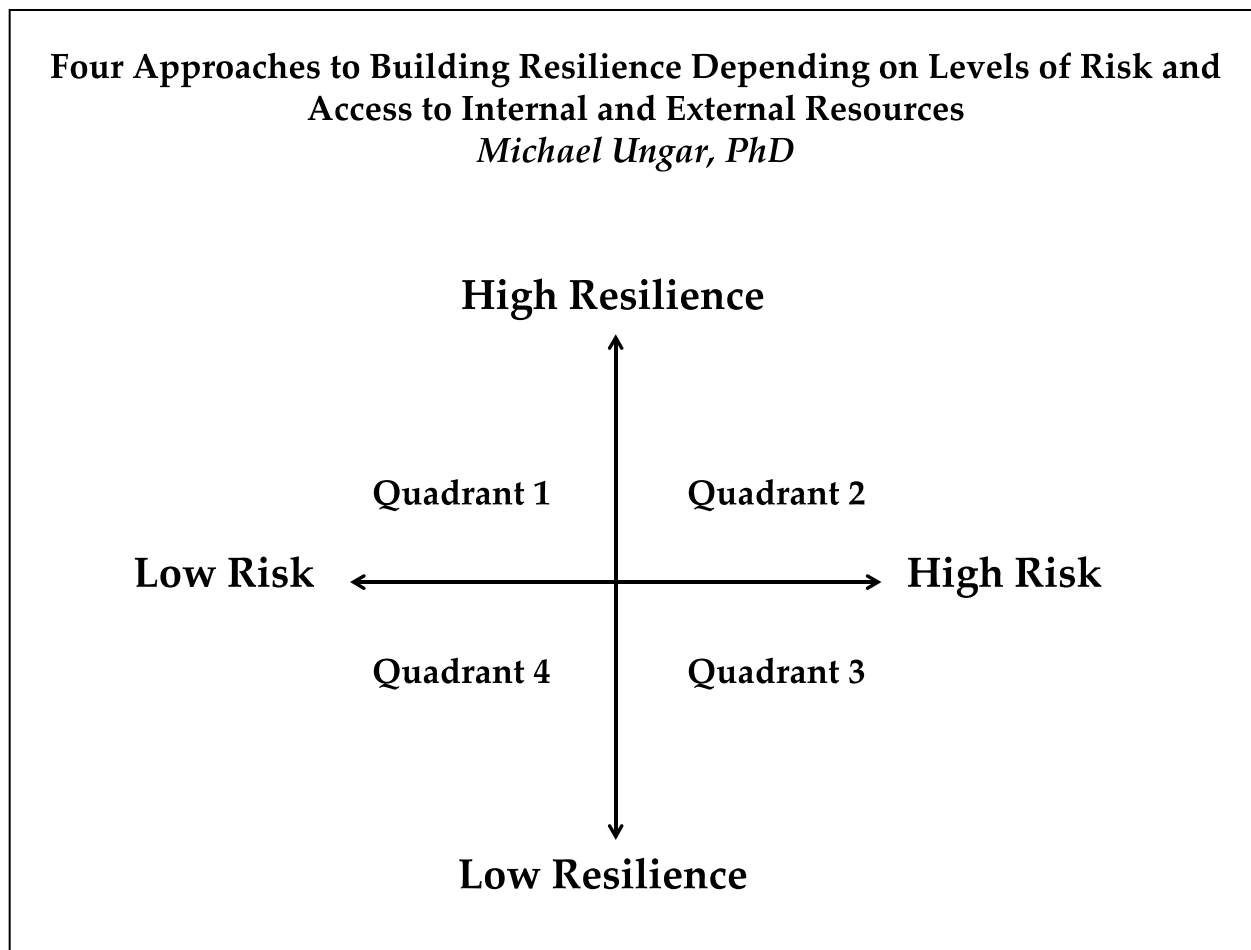 Four Approaches to Building Resilience Depending on Levels of Risk and
Access to Internal and External Resources
Michael Ungar, PhD
High Resilience
Quadrant 1
Quadrant 2
Low Risk
High Risk
Quadrant 4
Quadrant 3
Low Resilience